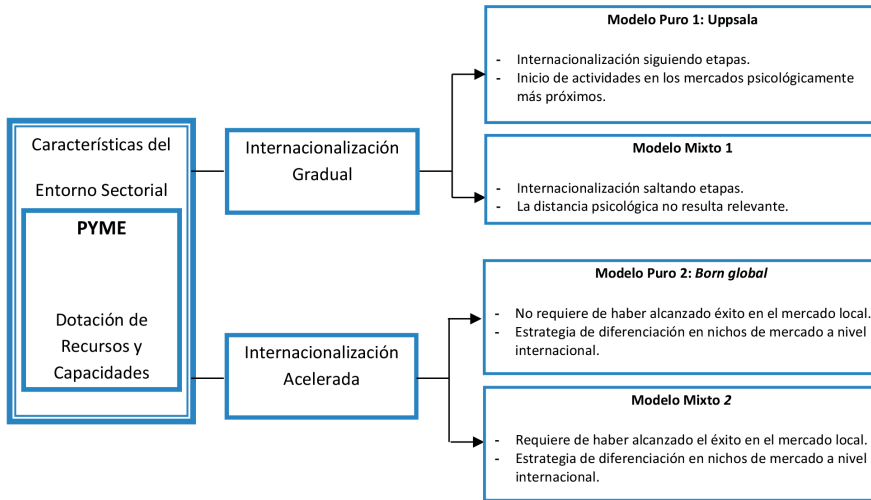 Características del
Entorno Sectorial
PYME
Dotación de
Recursos y
Capacidades
Internacionalización
Gradual
Internacionalización
Acelerada
Modelo Puro 1: Uppsala
- Internacionalización siguiendo etapas.
- Inicio de actividades en los mercados psicológicamente
más próximos.
Modelo Mixto 1
- Internacionalización saltando etapas.
- La distancia psicológica no resulta relevante.
Modelo Puro 2: Born global
- No requiere de haber alcanzado éxito en el mercado local.
- Estrategia de diferenciación en nichos de mercado a nivel
internacional.
Modelo Mixto 2
- Requiere de haber alcanzado el éxito en el mercado local.
- Estrategia de diferenciación en nichos de mercado a nivel
internacional.